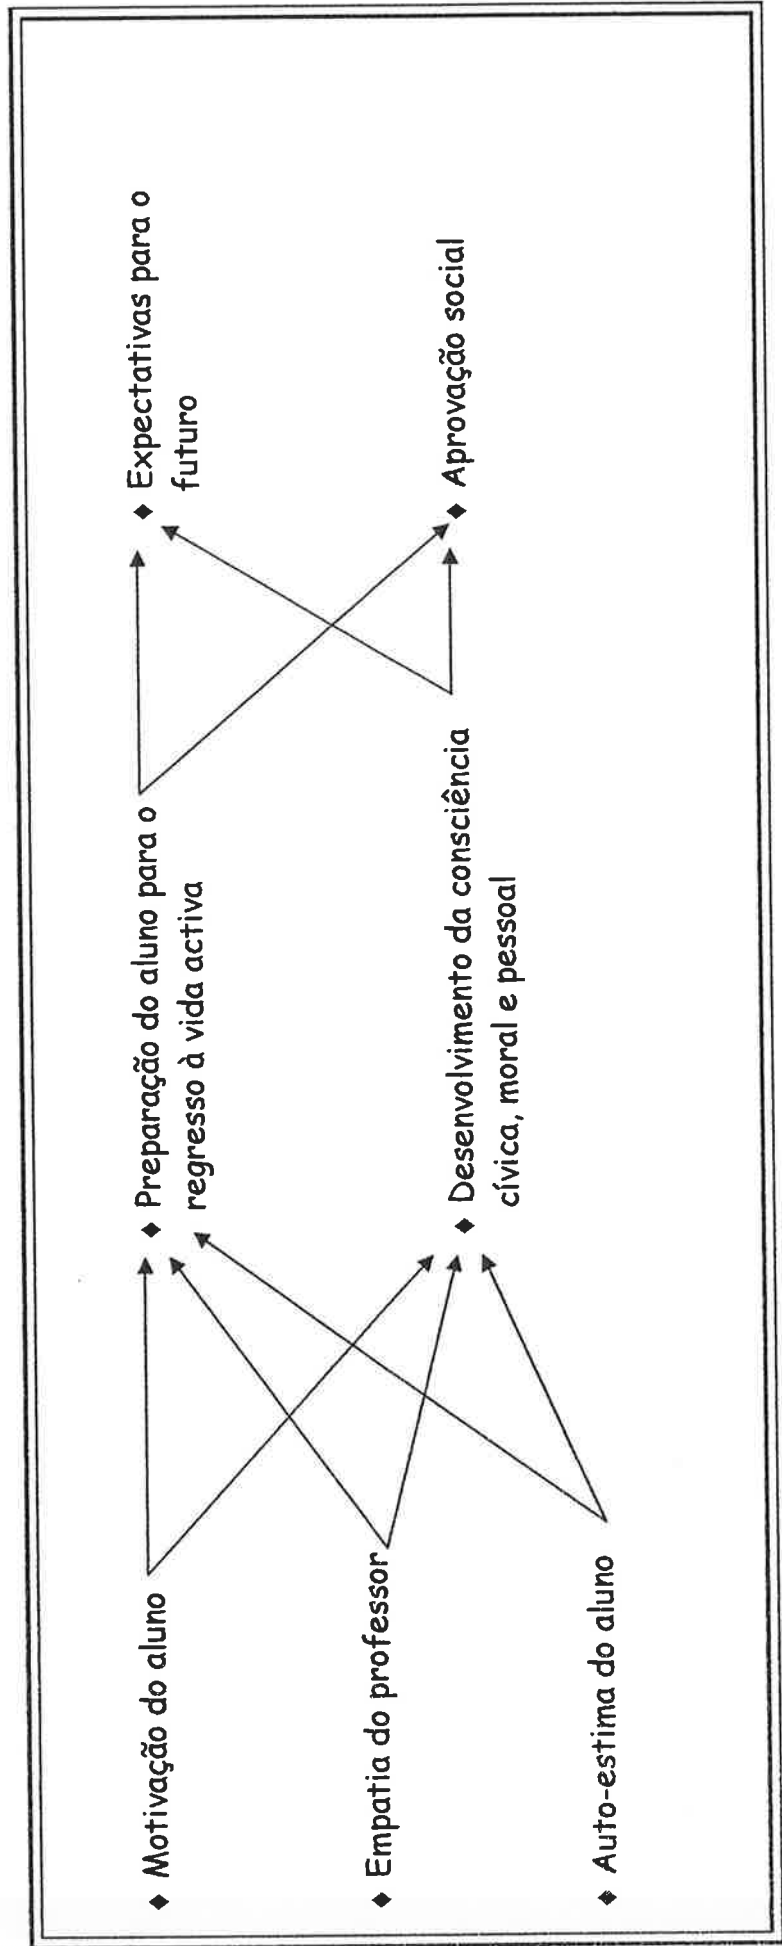 ♦ Motivação do aluno
♦ Empatia do professor
♦ Auto-estima do aluno
♦ Preparação do aluno para o
regresso à vida activa
♦ Desenvolvimento da consciência
cívica, moral e pessoal
♦ Expectativas para o
futuro
♦ Aprovação social